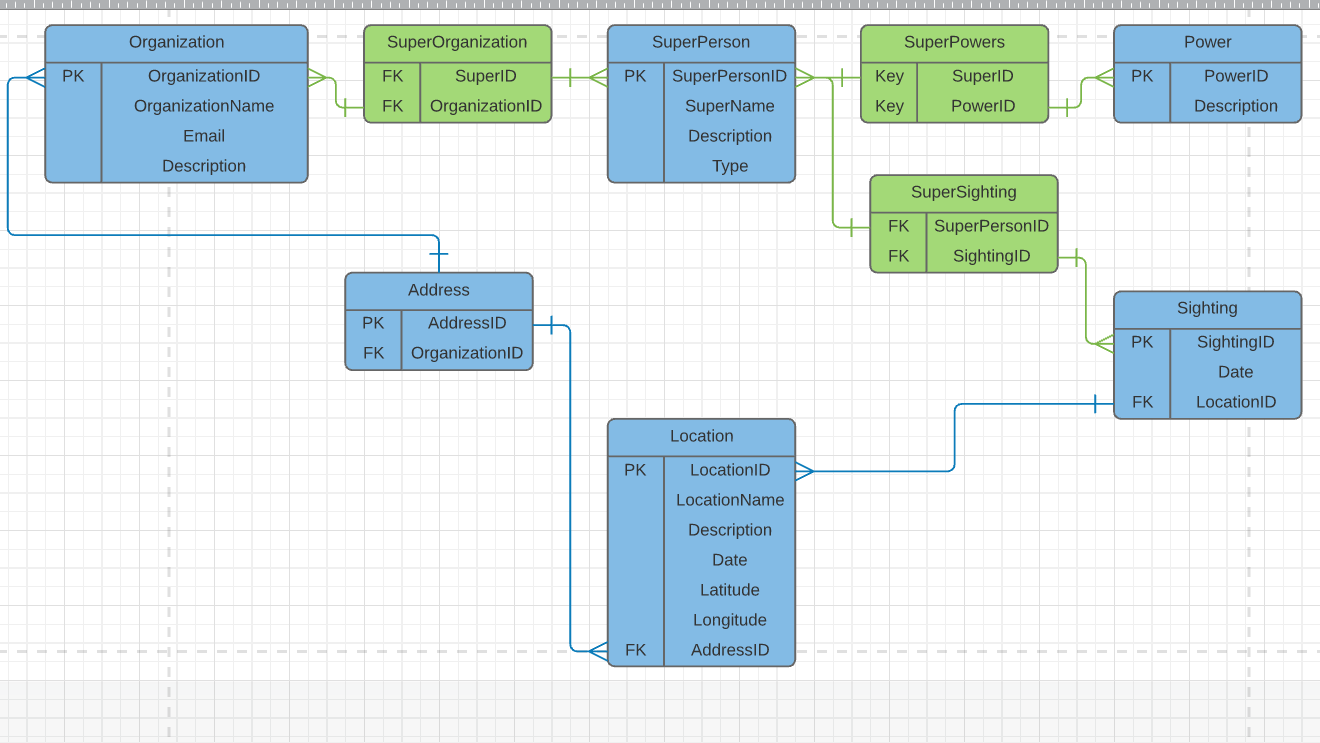 Organization
PK OrganizationID
OrganizationName
Email
Description
SuperOrganization
FK SuperID
FK OrganizationID
SuperPerson
PK SuperPersonID
SuperName
Description
Type
SuperPowers
Key SuperID
Key PowerID
Power
PK PowerID
Description
SuperSighting
FK SuperPersonID
FK SightingID
Address
PK AddressID
FK OrganizationID
Sighting
PK SightingID
Date
FK LocationID
Location
PK LocationID
LocationName
Description
Date
Latitude
Longitude
FK AddressID